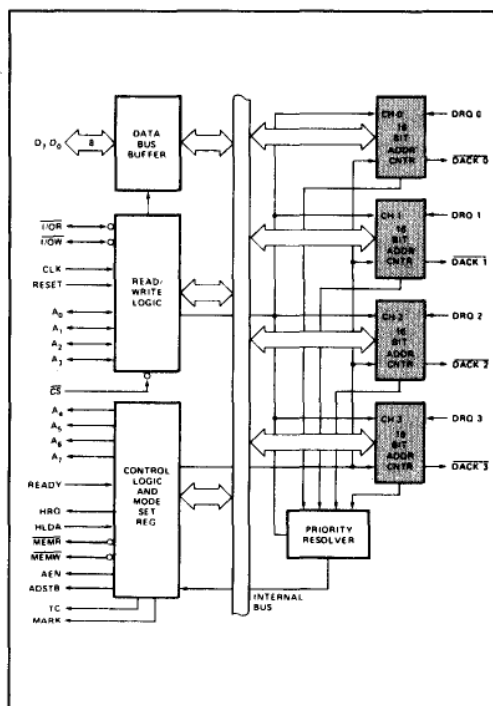 D7 D0
8
DATA
BUS
BUFFER
I/OR
I/OW
CLK
RESET
A0
A1
A2
A3
CS
READ/
WRITE
LOGIC
A4
A5
A6
A7
READY
HRQ
HLDA
MEMR
MEMW
AEN
ADSTB
TC
MARK
CONTROL
LOGIC
AND
MODE
SET
REG
INTERNAL
BUS
CH 0
16
BIT
ADDR
CNTR
DRQ 0
DACK 0
CH 1
16
BIT
ADDR
CNTR
DRQ 1
DACK 1
CH 2
16
BIT
ADDR
CNTR
DRQ 2
DACK 2
CH 3
16
BIT
ADDR
CNTR
DRQ 3
DACK 3
PRIORITY
RESOLVER